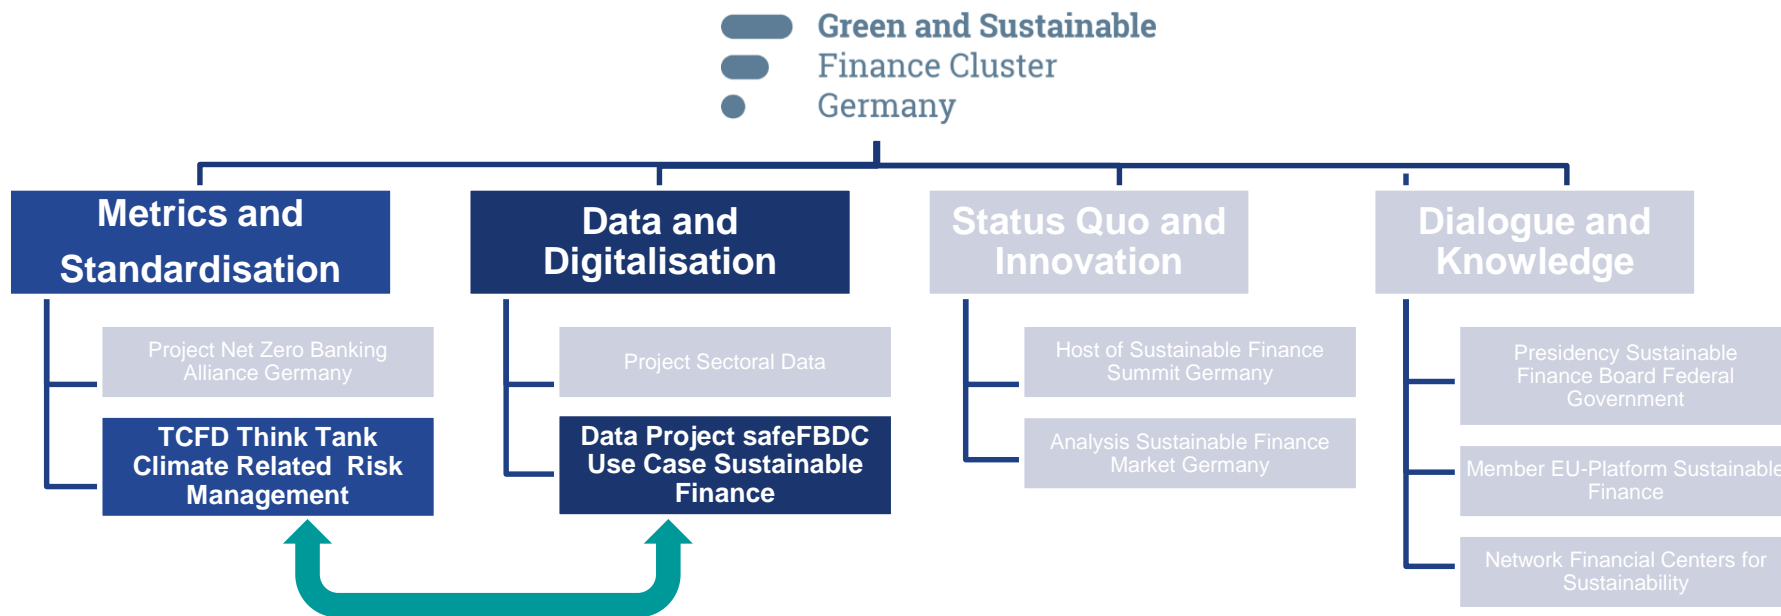 Green and Sustainable
Finance Cluster
Germany
Metrics and
Standardisation
Project Net Zero Banking
Alliance Germany
TCFD Think Tank
Climate Related Risk
Management
Data and
Digitalisation
Project Sectoral Data
Data Project safeFBDC
Use Case Sustainable
Finance
Status Quo and
Innovation
Host of Sustainable Finance
Summit Germany
Analysis Sustainable Finance
Market Germany
Dialogue and
Knowledge
Presidency Sustainable
Finance Board Federal
Government
Member EU-Platform Sustainable
Finance
Network Financial Centers for
Sustainability